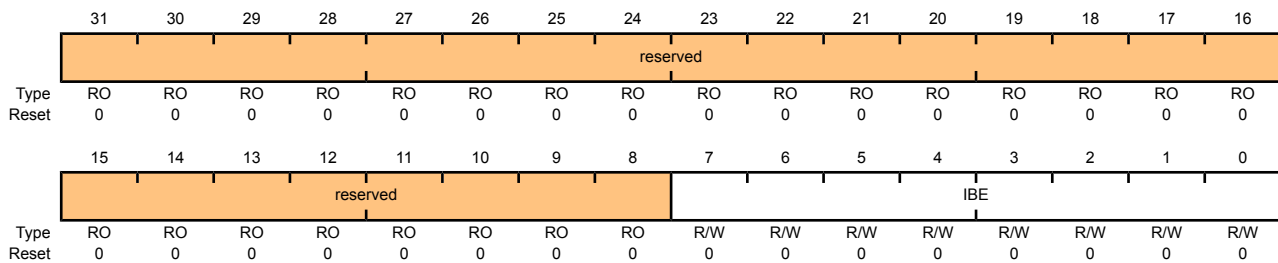 31 30 29 28 27 26 25 24 23 22 21 20 19 18 17 16
reserved
Type RO RO RO RO RO RO RO RO RO RO RO RO RO RO RO RO
Reset 0 0 0 0 0 0 0 0 0 0 0 0 0 0 0 0
15 14 13 12 11 10 9 8 7 6 5 4 3 2 1 0
reserved IBE
Type RO RO RO RO RO RO RO RO R/W R/W R/W R/W R/W R/W R/W R/W
Reset 0 0 0 0 0 0 0 0 0 0 0 0 0 0 0 0